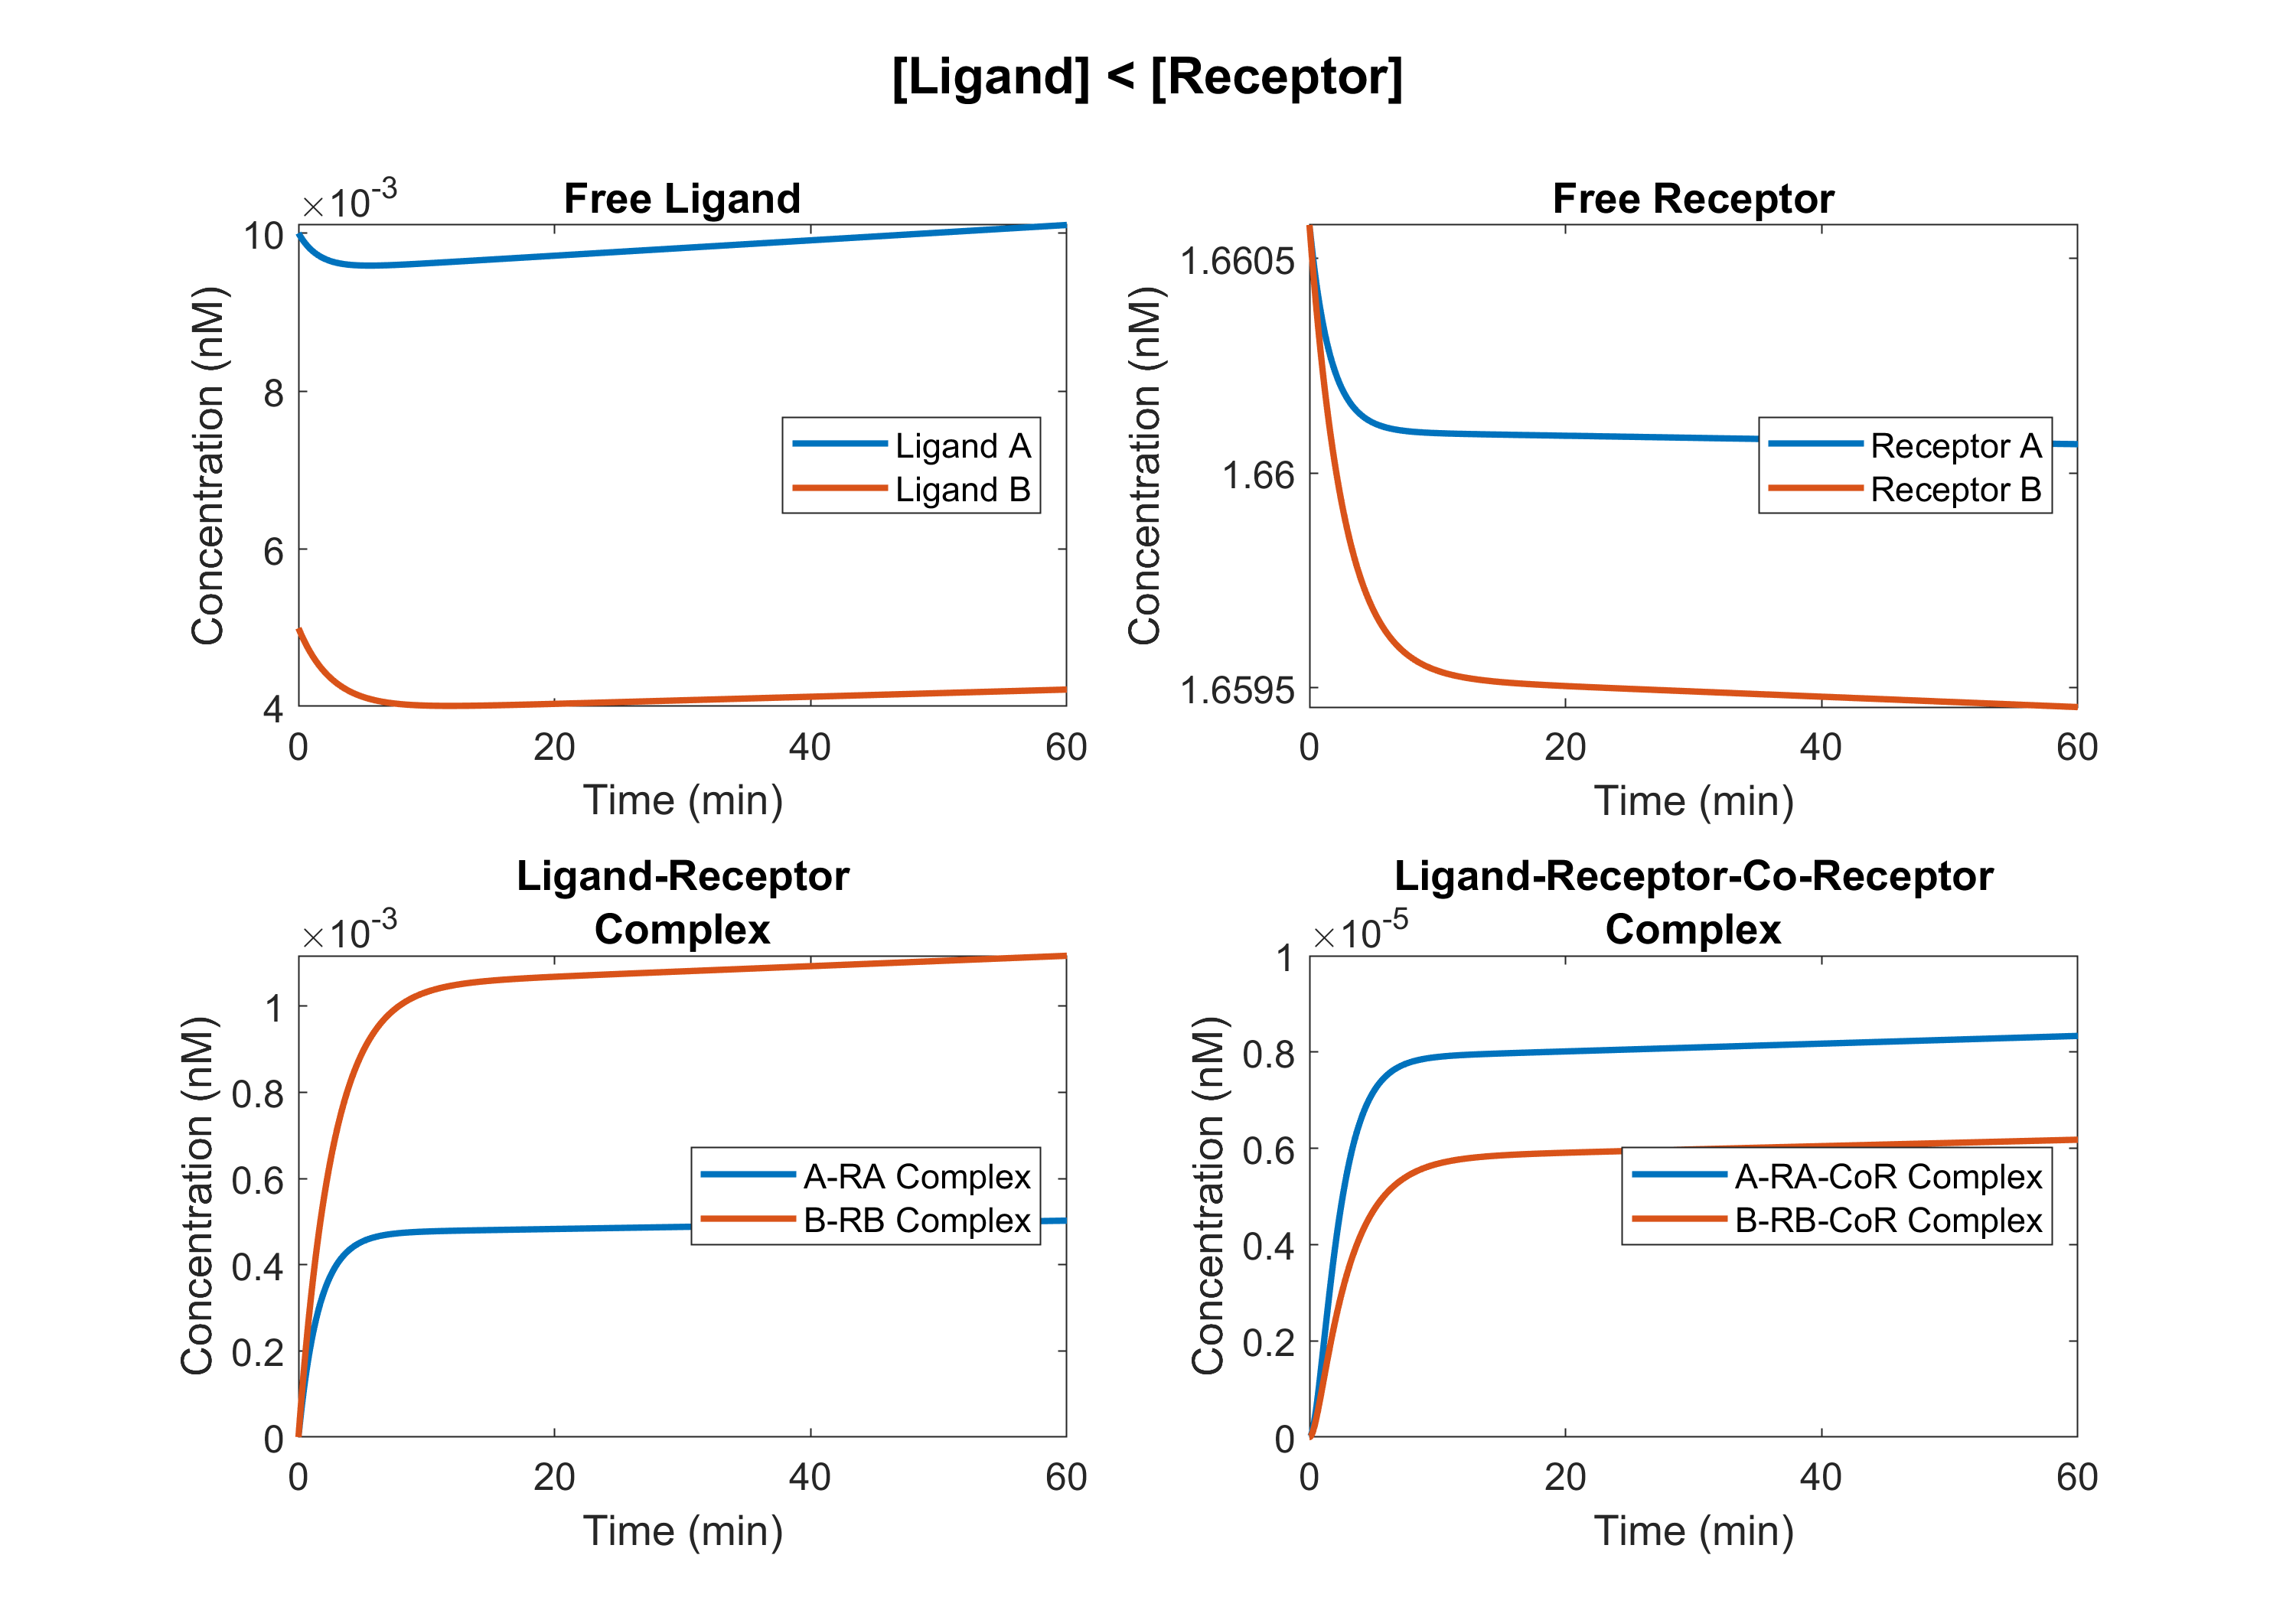 [Ligand] < [Receptor]
×10-3
Free Ligand
10
8
6
4
Concentration (nM)
Ligand A
Ligand B
0 20 40 60
Time (min)
Free Receptor
1.6605
1.66
1.6595
Concentration (nM)
Receptor A
Receptor B
0 20 40 60
Time (min)
Ligand-Receptor
Complex
×10-3
1
0.8
0.6
0.4
0.2
0
Concentration (nM)
A-RA Complex
B-RB Complex
0 20 40 60
Time (min)
Ligand-Receptor-Co-Receptor
Complex
×10-5
1
0.8
0.6
0.4
0.2
0
Concentration (nM)
A-RA-CoR Complex
B-RB-CoR Complex
0 20 40 60
Time (min)